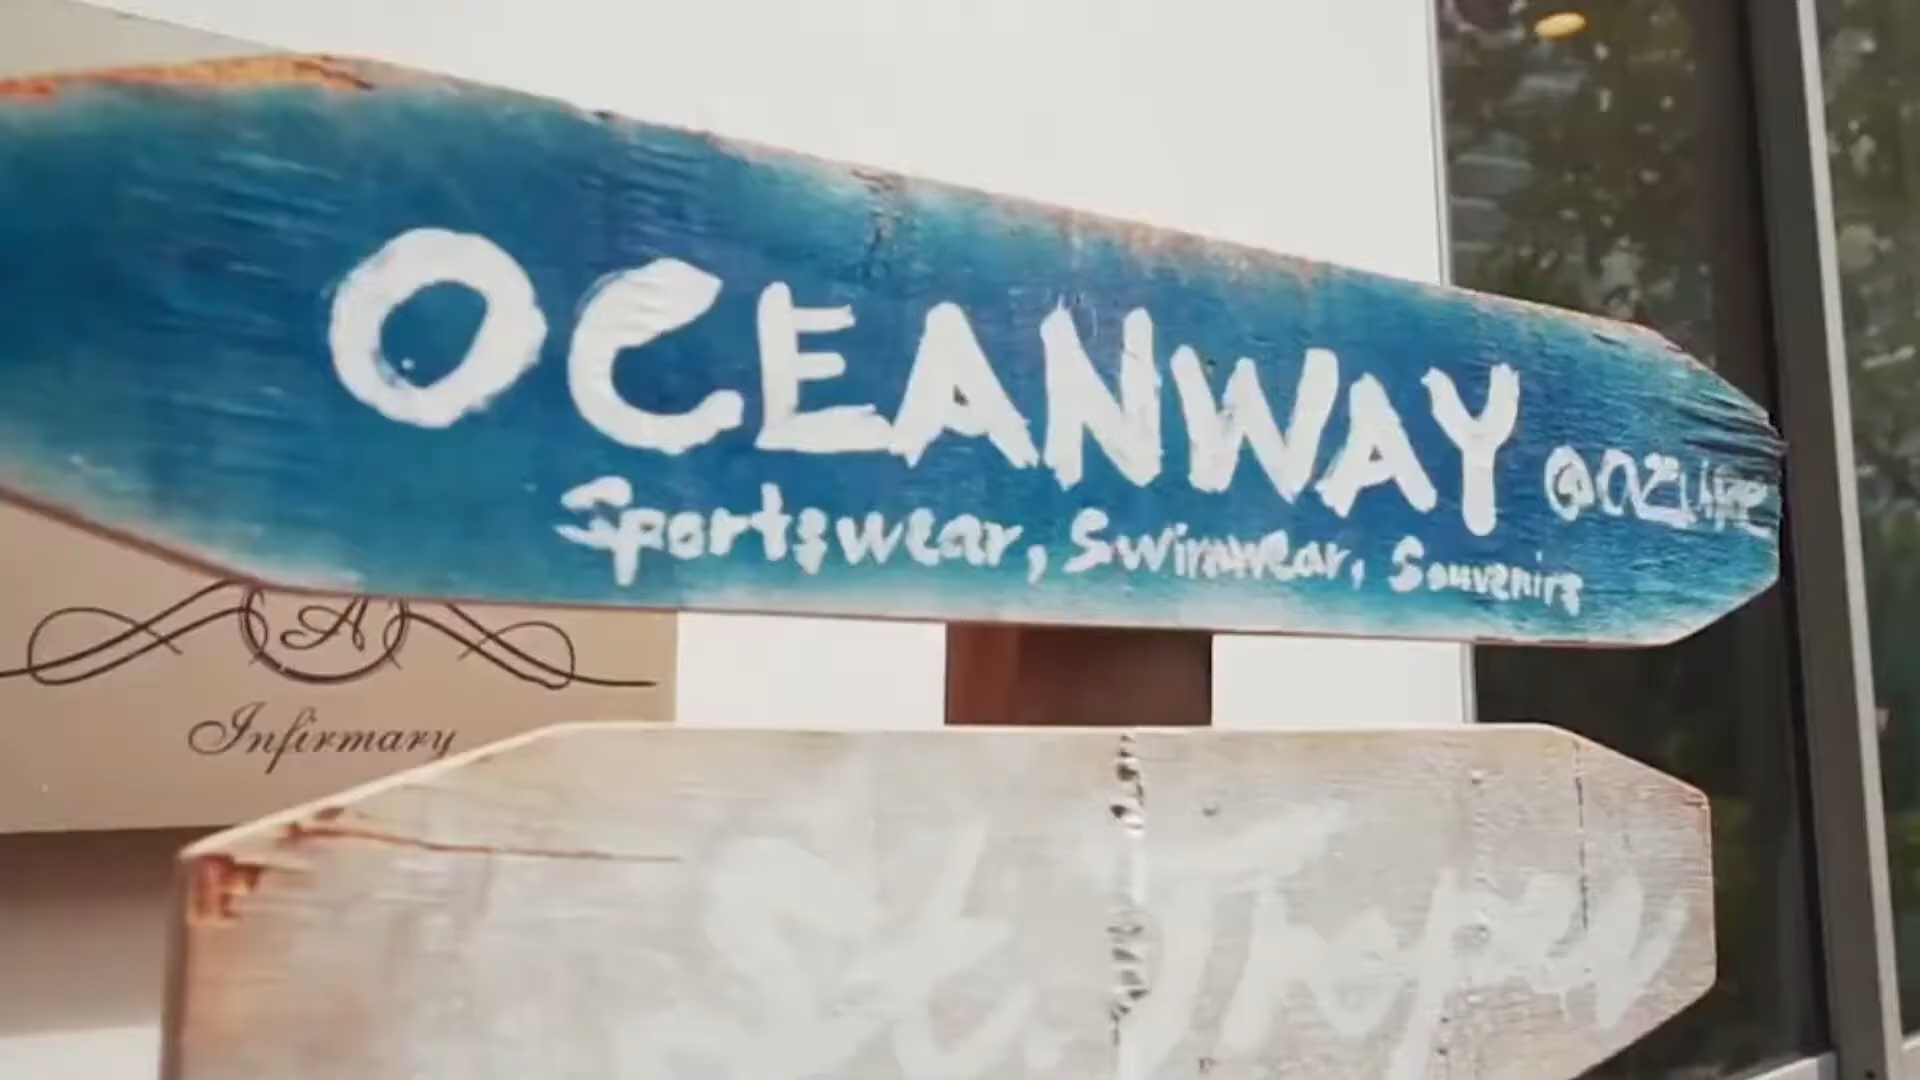 OCEANWAY
Sportswear, Swimwear, Souvenirs
A
Infirmary
St. Tropez